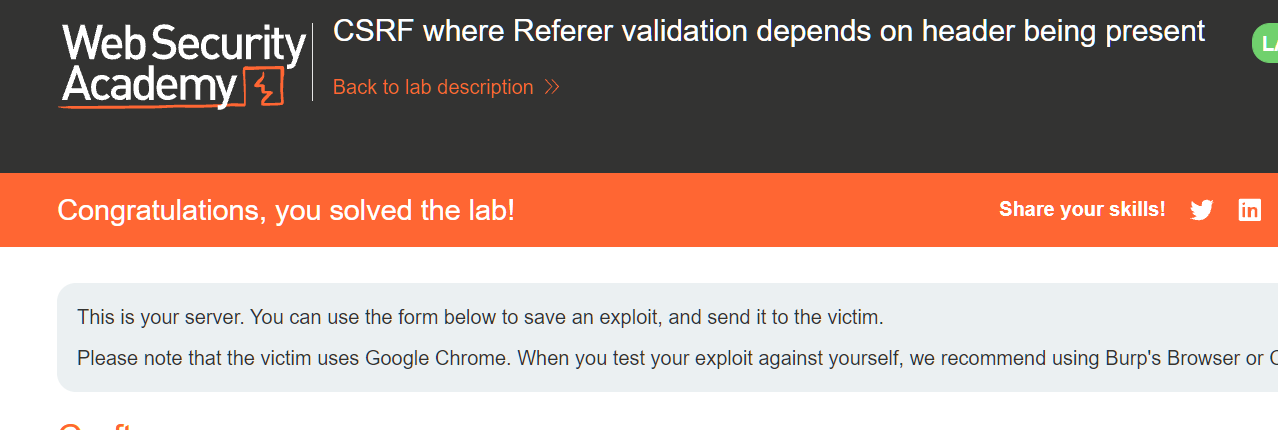 Web Security
Academy
CSRF where Referer validation depends on header being present
Back to lab description
Congratulations, you solved the lab!
Share your skills!
This is your server. You can use the form below to save an exploit, and send it to the victim.
Please note that the victim uses Google Chrome. When you test your exploit against yourself, we recommend using Burp's Browser or